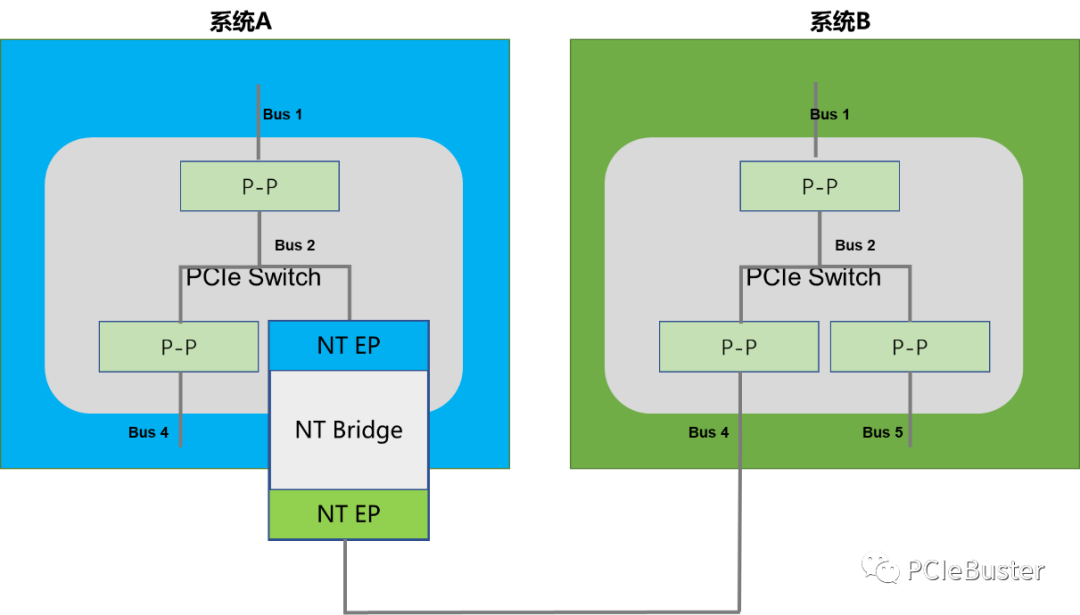 系统A
系统B
Bus 1
Bus 1
P-P
P-P
Bus 2
Bus 2
PCIe Switch
PCIe Switch
P-P
NT EP
P-P
P-P
NT Bridge
Bus 4
Bus 4
Bus 5
NT EP
PCIeBuster